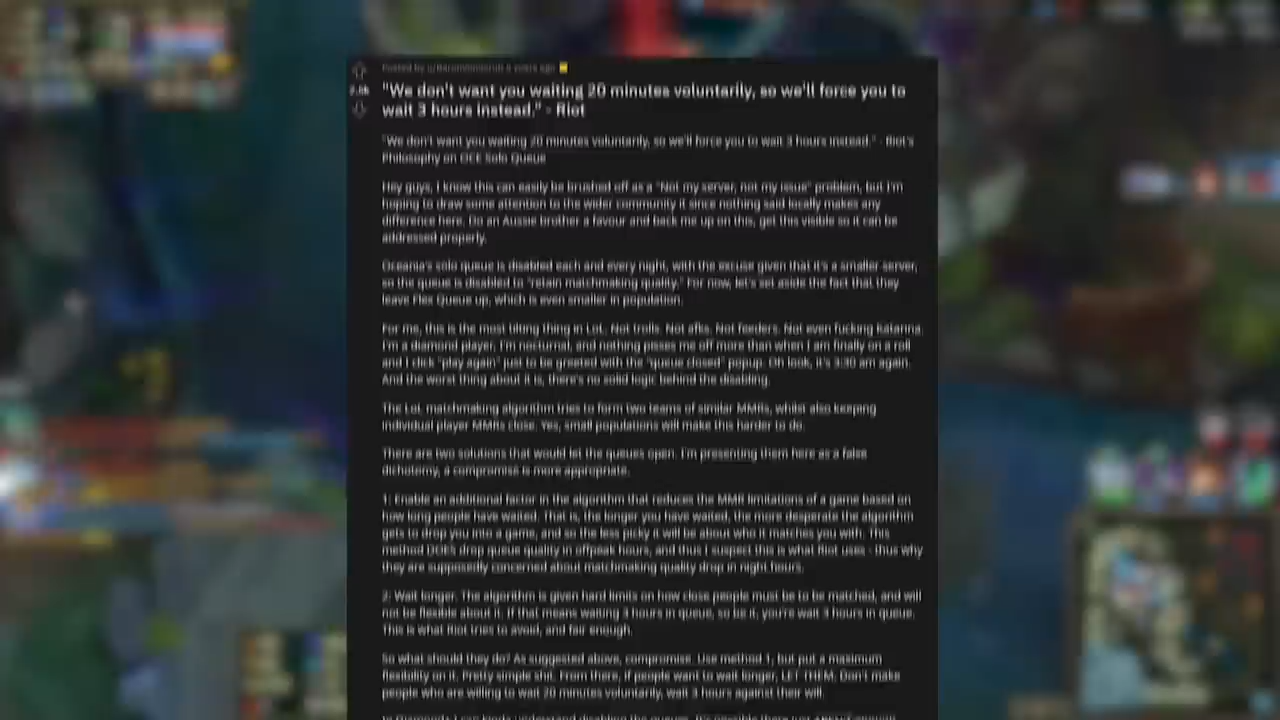 "We don't want you waiting 20 minutes voluntarily, so we'll force you to
wait 3 hours instead." - Riot
"We don't want you waiting 20 minutes voluntarily, so we'll force you to wait 3 hours instead." - Riot's
Philosophy on OCE Solo Queue
Hey guys, I know this can easily be brushed off as a "Not my server, not my issue" problem, but I'm
hoping to draw some attention to the wider community it since nothing said locally makes any
difference here. Do an Aussie brother a favour and back me up on this, get this visible so it can be
addressed properly.
Oceania's solo queue is disabled each and every night, with the excuse given that it's a smaller server,
so the queue is disabled to "retain matchmaking quality." For now, let's set aside the fact that they
leave Flex Queue up, which is even smaller in population.
For me, this is the most tilting thing in LoL. Not trolls. Not afks. Not feeders. Not even fucking katarina.
I'm a diamond player, I'm nocturnal, and nothing pisses me off more than when I am finally on a roll
and I click "play again" just to be greeted with the "queue closed" popup. Oh look, it's 3:30 am again.
And the worst thing about it is, there's no solid logic behind the disabling.
The LoL matchmaking algorithm tries to form two teams of similar MMRs, whilst also keeping
individual player MMRs close. Yes, small populations will make this harder to do.
There are two solutions that would let the queues open. I'm presenting them here as a false
dichotomy, a compromise is more appropriate.
1: Enable an additional factor in the algorithm that reduces the MMR limitations of a game based on
how long people have waited. That is, the longer you have waited, the more desperate the algorithm
gets to drop you into a game, and so the less picky it will be about who it matches you with. This
method DOES drop queue quality in offpeak hours, and thus I suspect this is what Riot uses - thus why
they are supposedly concerned about matchmaking quality drop in night hours.
2: Wait longer. The algorithm is given hard limits on how close people must be to be matched, and will
not be flexible about it. If that means waiting 3 hours in queue, so be it, you're wait 3 hours in queue.
This is what Riot tries to avoid, and fair enough.
So what should they do? As suggested above, compromise. Use method 1, but put a maximum
flexibility on it. Pretty simple shit. From there, if people want to wait longer, LET THEM. Don't make
people who are willing to wait 20 minutes voluntarily, wait 3 hours against their will.